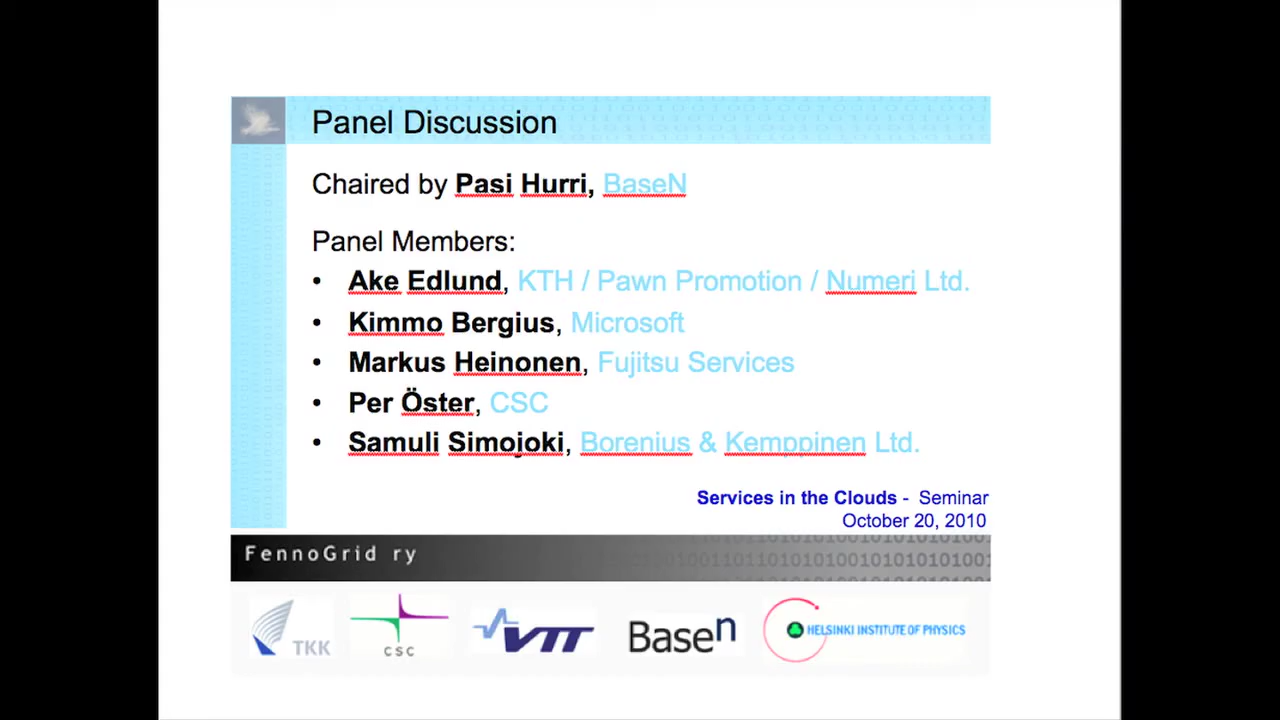 Panel Discussion
Chaired by Pasi Hurri, BaseN
Panel Members:
• Ake Edlund, KTH / Pawn Promotion / Numeri Ltd.
• Kimmo Bergius, Microsoft
• Markus Heinonen, Fujitsu Services
• Per Öster, CSC
• Samuli Simojoki, Borenius & Kemppinen Ltd.
Services in the Clouds - Seminar
October 20, 2010
FennoGrid ry
TKK
CSC
VTT
Basen
HELSINKI INSTITUTE OF PHYSICS